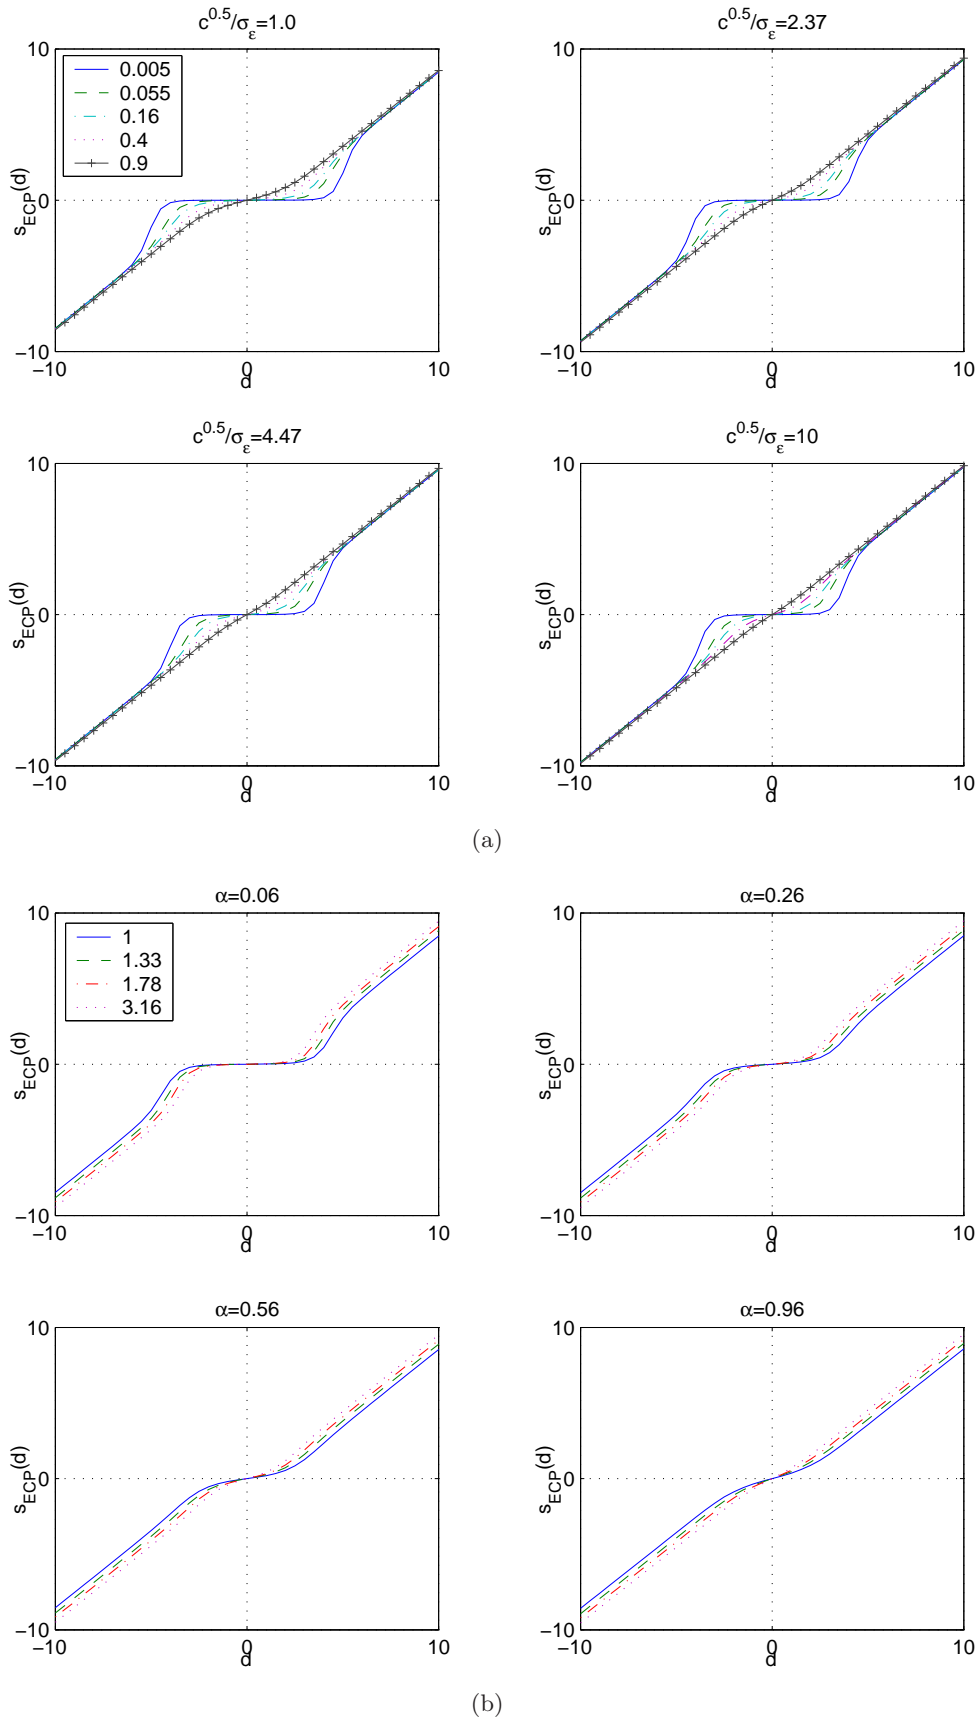 c^0.5/σ_ε=1.0
10
0
−10
−10
0
10
s_ECP(d)
d
0.005
0.055
0.16
0.4
0.9
c^0.5/σ_ε=2.37
10
0
−10
−10
0
10
s_ECP(d)
d
c^0.5/σ_ε=4.47
10
0
−10
−10
0
10
s_ECP(d)
d
c^0.5/σ_ε=10
10
0
−10
−10
0
10
s_ECP(d)
d
(a)
α=0.06
10
0
−10
−10
0
10
s_ECP(d)
d
1
1.33
1.78
3.16
α=0.26
10
0
−10
−10
0
10
s_ECP(d)
d
α=0.56
10
0
−10
−10
0
10
s_ECP(d)
d
α=0.96
10
0
−10
−10
0
10
s_ECP(d)
d
(b)